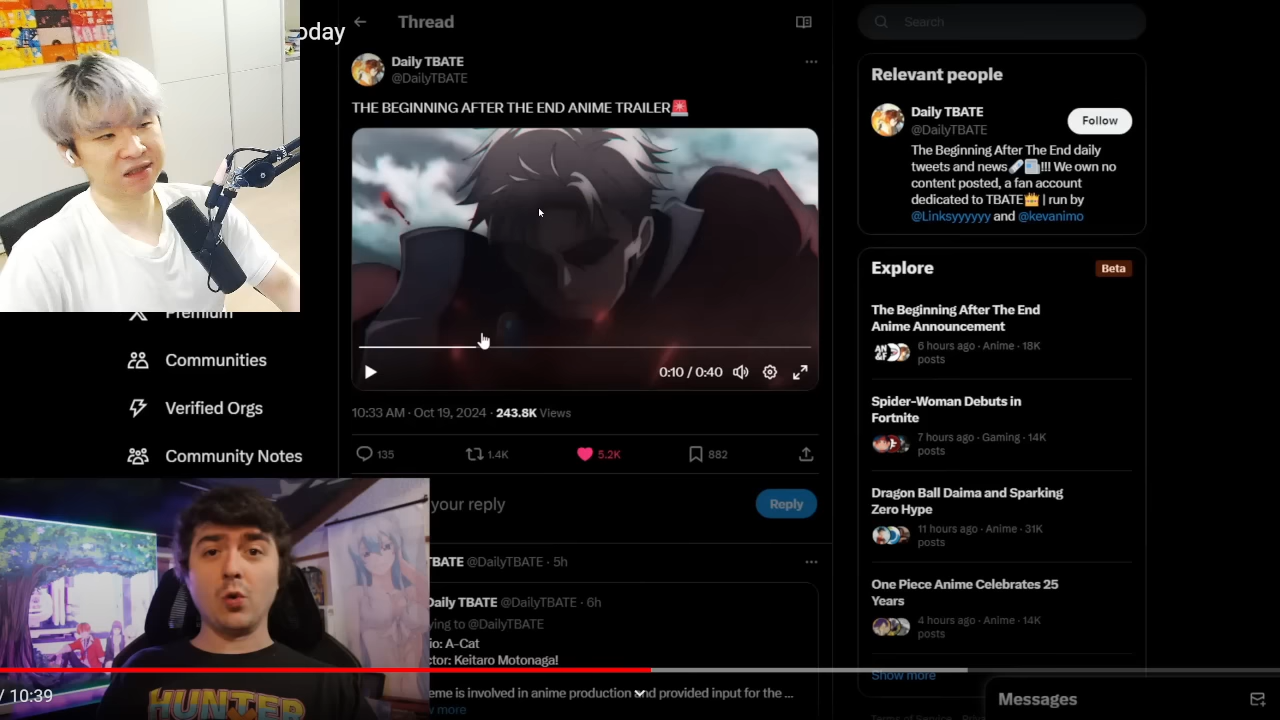 oday
Thread
Daily TBATE
@DailyTBATE
THE BEGINNING AFTER THE END ANIME TRAILER🚨
0:10 / 0:40
10:33 AM · Oct 19, 2024 · 243.8K Views
135
1.4K
5.2K
882
Premium
Communities
Verified Orgs
Community Notes
your reply
Reply
TBATE @DailyTBATE · 5h
Daily TBATE @DailyTBATE · 6h
ying to @DailyTBATE
io: A-Cat
ctor: Keitaro Motonaga!
eme is involved in anime production and provided input for the ...
w more
HUNTER
/ 10:39
Search
Relevant people
Daily TBATE
@DailyTBATE
Follow
The Beginning After The End daily
tweets and news🗞️📰!!! We own no
content posted, a fan account
dedicated to TBATE👑 | run by
@Linksyyyyyy and @kevanimo
Explore
Beta
The Beginning After The End
Anime Announcement
6 hours ago · Anime · 18K
posts
Spider-Woman Debuts in
Fortnite
7 hours ago · Gaming · 14K
posts
Dragon Ball Daima and Sparking
Zero Hype
11 hours ago · Anime · 31K
posts
One Piece Anime Celebrates 25
Years
4 hours ago · Anime · 14K
posts
Show more
Messages